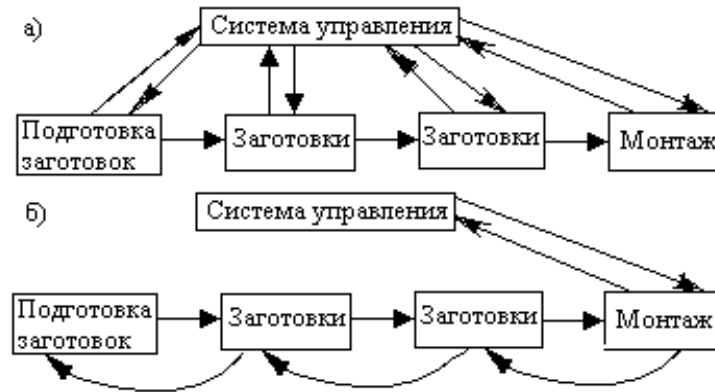 а)
Система управления
Подготовка
заготовок
Заготовки
Заготовки
Монтаж
б)
Система управления
Подготовка
заготовок
Заготовки
Заготовки
Монтаж